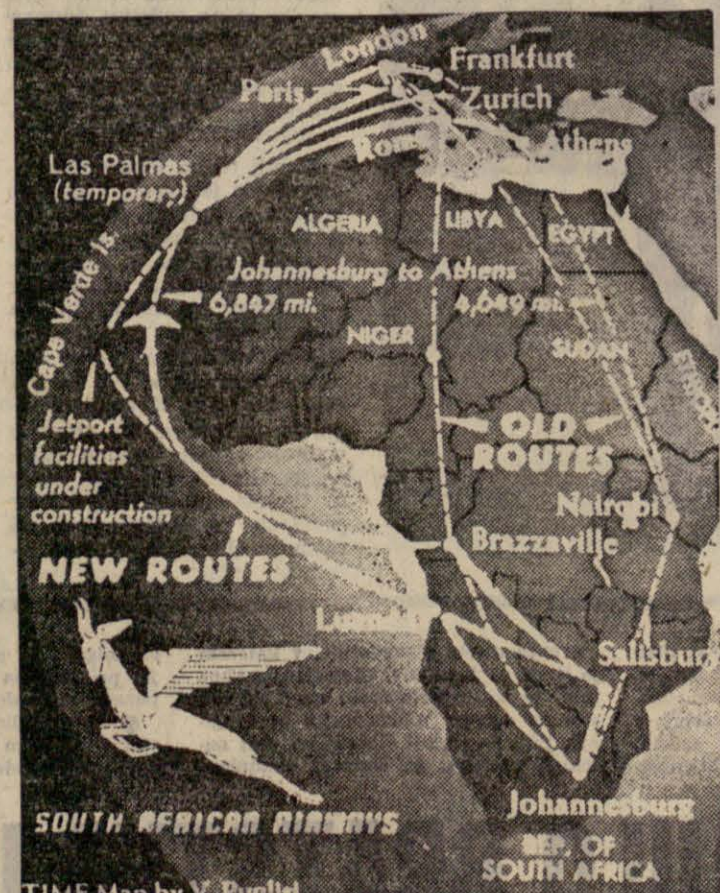 London
Frankfurt
Paris
Zurich
Athens
Las Palmas
(temporary)
Cape Verde Is.
ALGERIA
LIBYA
EGYPT
Johannesburg to Athens
6,847 mi.
4,649 mi.
NIGER
SUDAN
Jetport
facilities
under
construction
OLD
ROUTES
Nairobi
Brazzaville
NEW ROUTES
Salisbury
Johannesburg
SOUTH AFRICAN AIRWAYS
REP. OF
SOUTH AFRICA
TIME Map by V. Puglisi